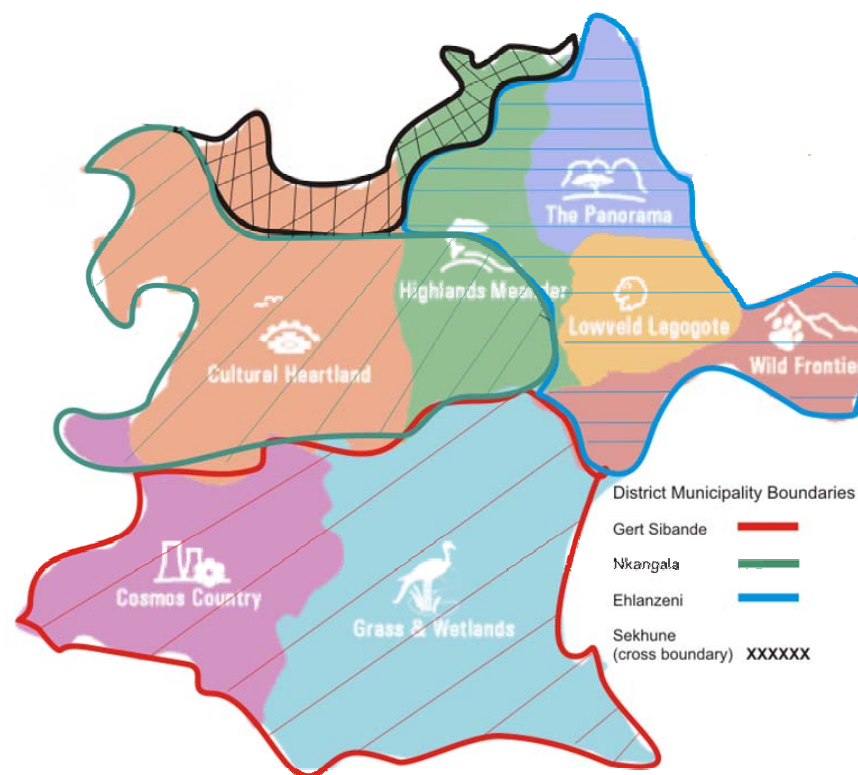 The Panorama
Highlands Meander
Lowveld Legogote
Wild Frontie
Cultural Heartland
Cosmos Country
Grass & Wetlands
District Municipality Boundaries
Gert Sibande
Nkangala
Ehlanzeni
Sekhune
(cross boundary) XXXXXX